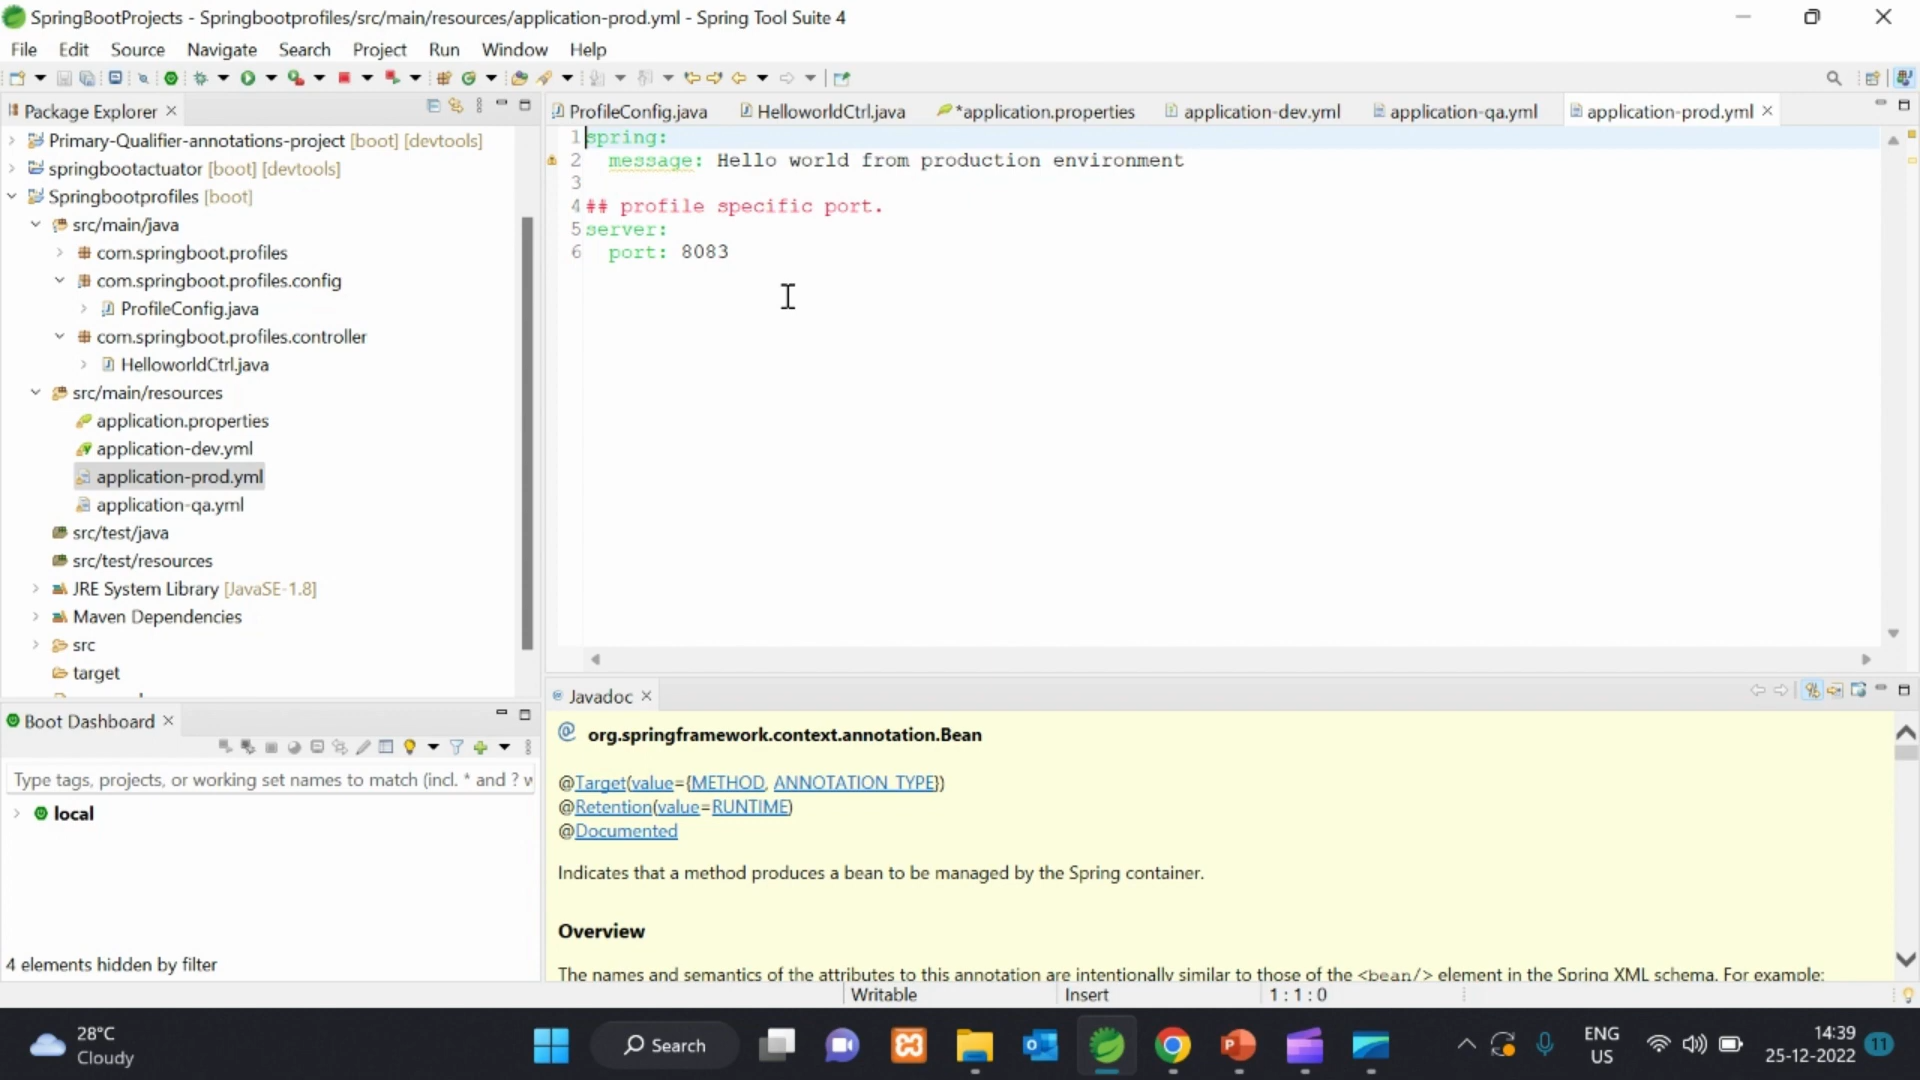 SpringBootProjects - Springbootprofiles/src/main/resources/application-prod.yml - Spring Tool Suite 4
File Edit Source Navigate Search Project Run Window Help
Package Explorer
Primary-Qualifier-annotations-project [boot] [devtools]
springbootactuator [boot] [devtools]
Springbootprofiles [boot]
src/main/java
com.springboot.profiles
com.springboot.profiles.config
ProfileConfig.java
com.springboot.profiles.controller
HelloworldCtrl.java
src/main/resources
application.properties
application-dev.yml
application-prod.yml
application-qa.yml
src/test/java
src/test/resources
JRE System Library [JavaSE-1.8]
Maven Dependencies
src
target
Boot Dashboard
Type tags, projects, or working set names to match (incl. * and ? w
local
4 elements hidden by filter
ProfileConfig.java HelloworldCtrl.java *application.properties application-dev.yml application-qa.yml application-prod.yml
1 spring:
2 message: Hello world from production environment
3
4 ## profile specific port.
5 server:
6 port: 8083
Javadoc
@ org.springframework.context.annotation.Bean
@Target(value={METHOD, ANNOTATION_TYPE})
@Retention(value=RUNTIME)
@Documented
Indicates that a method produces a bean to be managed by the Spring container.
Overview
The names and semantics of the attributes to this annotation are intentionally similar to those of the <bean/> element in the Spring XML schema. For example:
Writable Insert 1 : 1 : 0
28°C
Cloudy
Search
ENG
US
14:39
25-12-2022
11